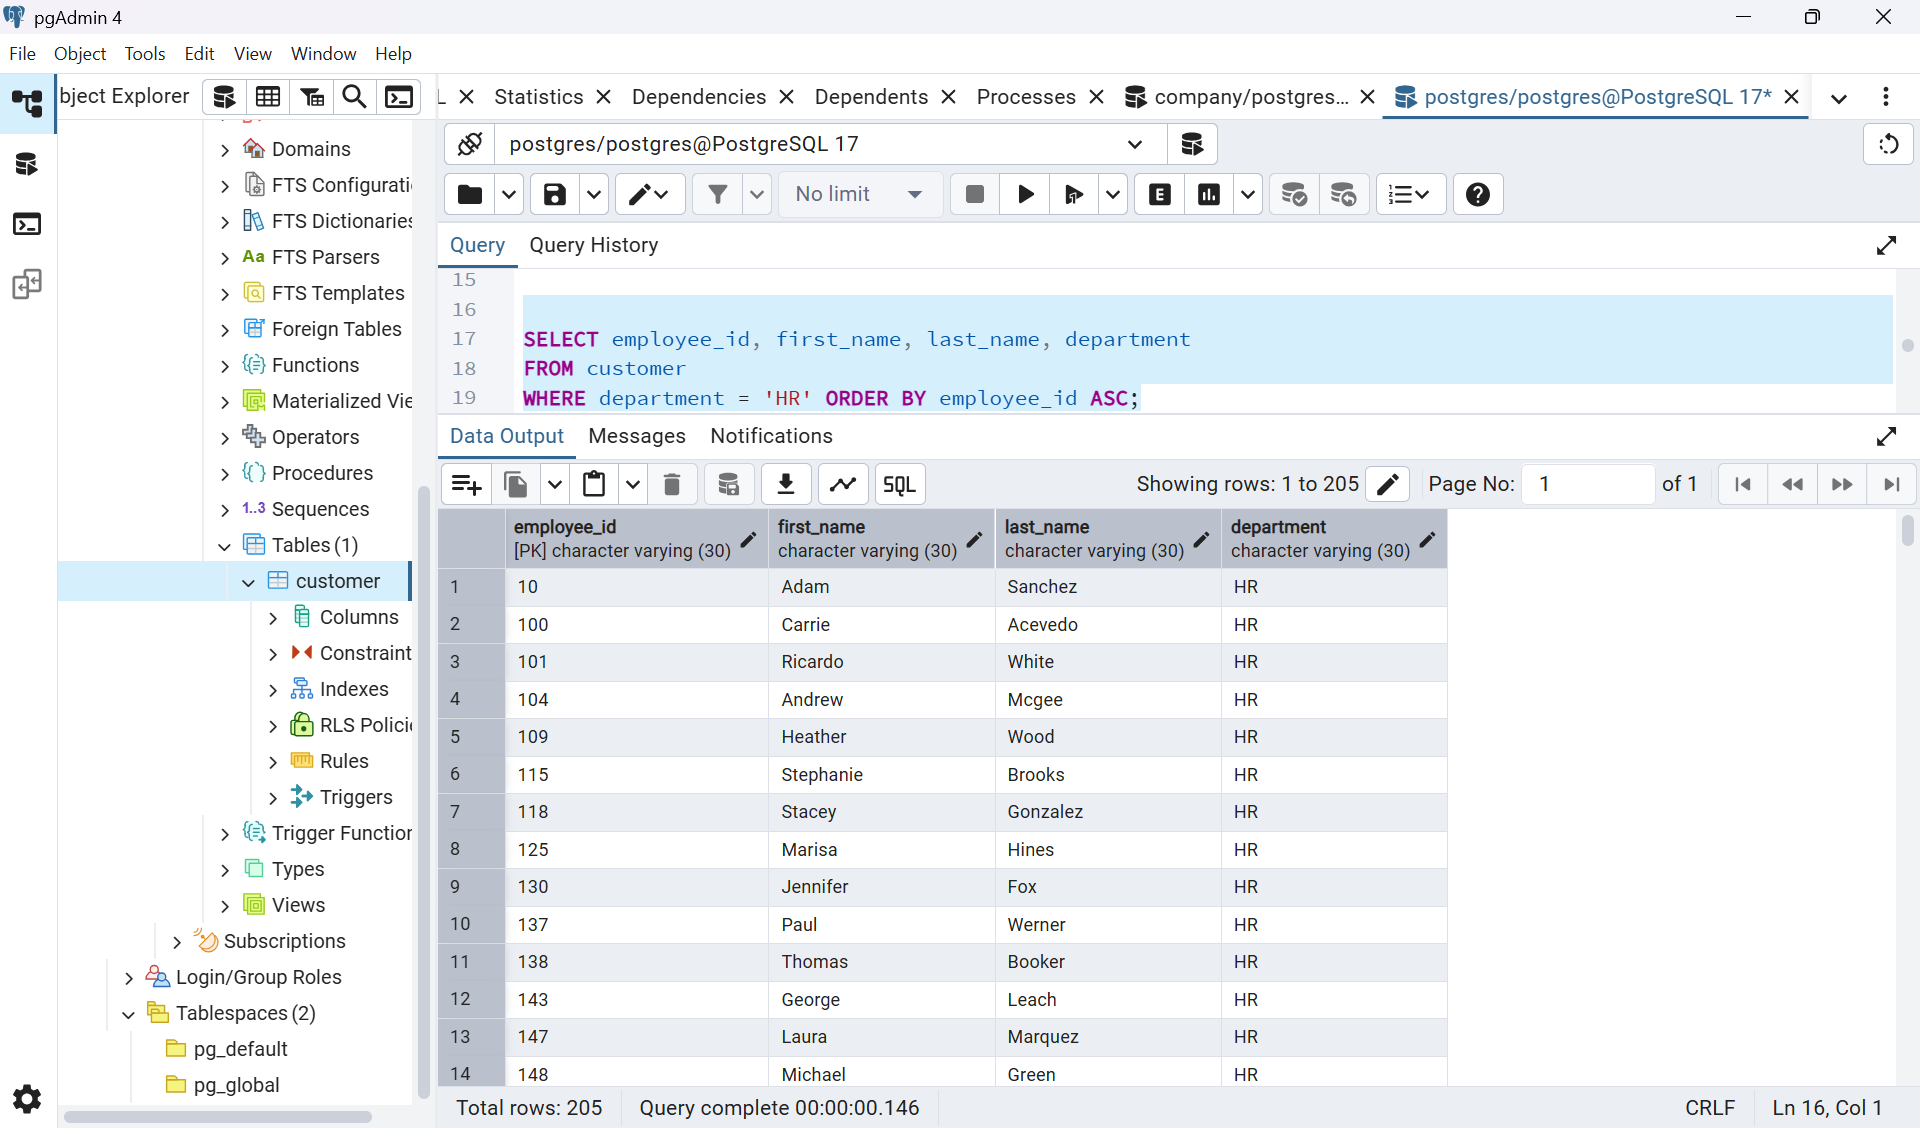 pgAdmin 4
File Object Tools Edit View Window Help
bject Explorer
Statistics Dependencies Dependents Processes company/postgres... postgres/postgres@PostgreSQL 17*
postgres/postgres@PostgreSQL 17
No limit
E
Query Query History
15
16
17 SELECT employee_id, first_name, last_name, department
18 FROM customer
19 WHERE department = 'HR' ORDER BY employee_id ASC;
Data Output Messages Notifications
SQL
Showing rows: 1 to 205
Page No: 1 of 1
employee_id first_name last_name department
[PK] character varying (30) character varying (30) character varying (30) character varying (30)
1 10 Adam Sanchez HR
2 100 Carrie Acevedo HR
3 101 Ricardo White HR
4 104 Andrew Mcgee HR
5 109 Heather Wood HR
6 115 Stephanie Brooks HR
7 118 Stacey Gonzalez HR
8 125 Marisa Hines HR
9 130 Jennifer Fox HR
10 137 Paul Werner HR
11 138 Thomas Booker HR
12 143 George Leach HR
13 147 Laura Marquez HR
14 148 Michael Green HR
Total rows: 205
Query complete 00:00:00.146
CRLF
Ln 16, Col 1
Domains
FTS Configurati
FTS Dictionaries
Aa FTS Parsers
FTS Templates
Foreign Tables
Functions
Materialized Vie
Operators
Procedures
1..3 Sequences
Tables (1)
customer
Columns
Constraint
Indexes
RLS Polici
Rules
Triggers
Trigger Function
Types
Views
Subscriptions
Login/Group Roles
Tablespaces (2)
pg_default
pg_global